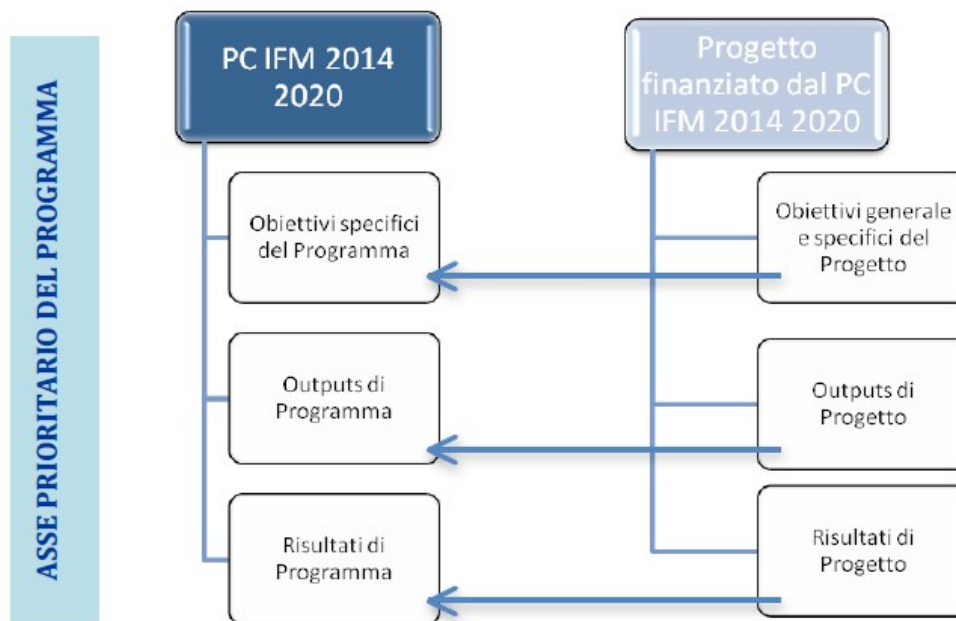 ASSE PRIORITARIO DEL PROGRAMMA
PC IFM 2014
2020
Obiettivi specifici
del Programma
Outputs di
Programma
Risultati di
Programma
Progetto
finanziato dal PC
IFM 2014 2020
Obiettivi generale
e specifici del
Progetto
Outputs di
Progetto
Risultati di
Progetto